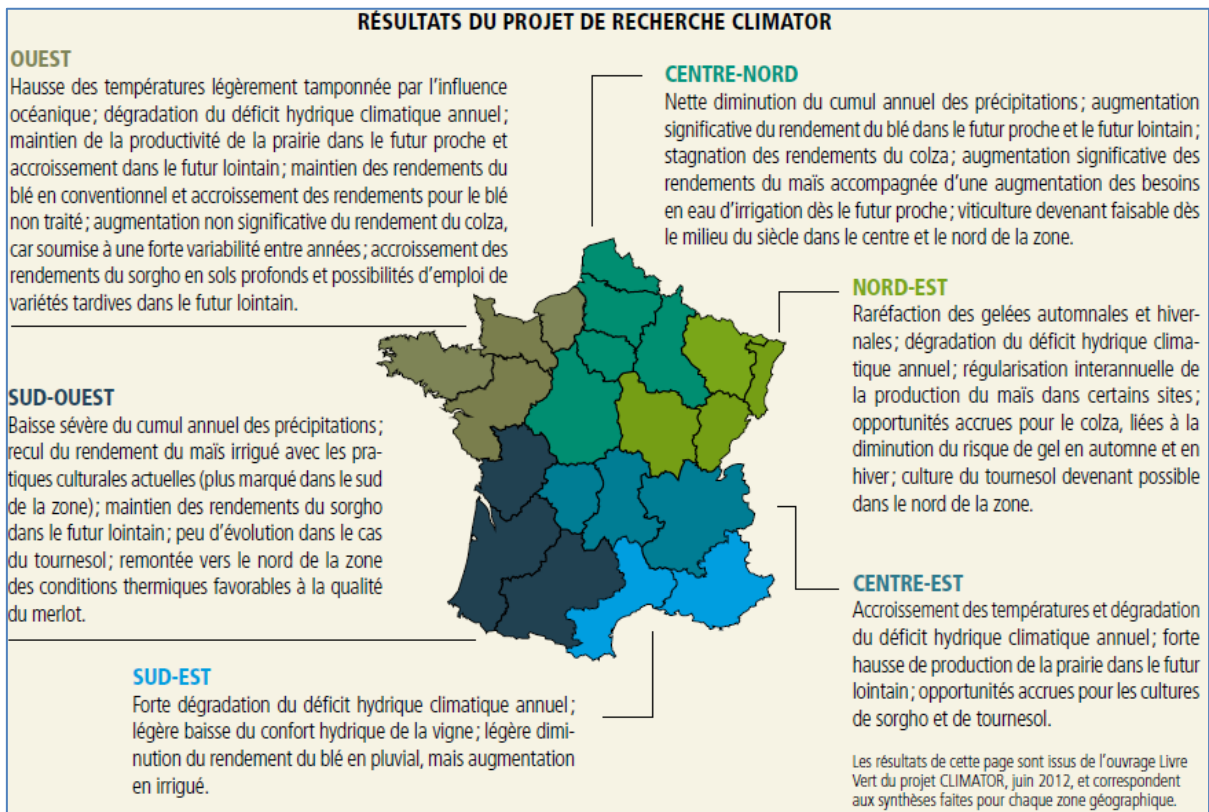 RÉSULTATS DU PROJET DE RECHERCHE CLIMATOR
OUEST
Hausse des températures légèrement tamponnée par l'influence
océanique ; dégradation du déficit hydrique climatique annuel ;
maintien de la productivité de la prairie dans le futur proche et
accroissement dans le futur lointain ; maintien des rendements du
blé en conventionnel et accroissement des rendements pour le blé
non traité ; augmentation non significative du rendement du colza,
car soumise à une forte variabilité entre années ; accroissement des
rendements du sorgho en sols profonds et possibilités d'emploi de
variétés tardives dans le futur lointain.
CENTRE-NORD
Nette diminution du cumul annuel des précipitations ; augmentation
significative du rendement du blé dans le futur proche et le futur lointain ;
stagnation des rendements du colza ; augmentation significative des
rendements du maïs accompagnée d'une augmentation des besoins
en eau d'irrigation dès le futur proche ; viticulture devenant faisable dès
le milieu du siècle dans le centre et le nord de la zone.
NORD-EST
Raréfaction des gelées automnales et hiver-
nales ; dégradation du déficit hydrique clima-
tique annuel ; régularisation interannuelle de
la production du maïs dans certains sites ;
opportunités accrues pour le colza, liées à la
diminution du risque de gel en automne et en
hiver ; culture du tournesol devenant possible
dans le nord de la zone.
SUD-OUEST
Baisse sévère du cumul annuel des précipitations ;
recul du rendement du maïs irrigué avec les pra-
tiques culturales actuelles (plus marqué dans le sud
de la zone) ; maintien des rendements du sorgho
dans le futur lointain ; peu d'évolution dans le cas
du tournesol ; remontée vers le nord de la zone
des conditions thermiques favorables à la qualité
du merlot.
CENTRE-EST
Accroissement des températures et dégradation
du déficit hydrique climatique annuel ; forte
hausse de production de la prairie dans le futur
lointain ; opportunités accrues pour les cultures
de sorgho et de tournesol.
SUD-EST
Forte dégradation du déficit hydrique climatique annuel ;
légère baisse du confort hydrique de la vigne ; légère dimi-
nution du rendement du blé en pluvial, mais augmentation
en irrigué.
Les résultats de cette page sont issus de l'ouvrage Livre
Vert du projet CLIMATOR, juin 2012, et correspondent
aux synthèses faites pour chaque zone géographique.